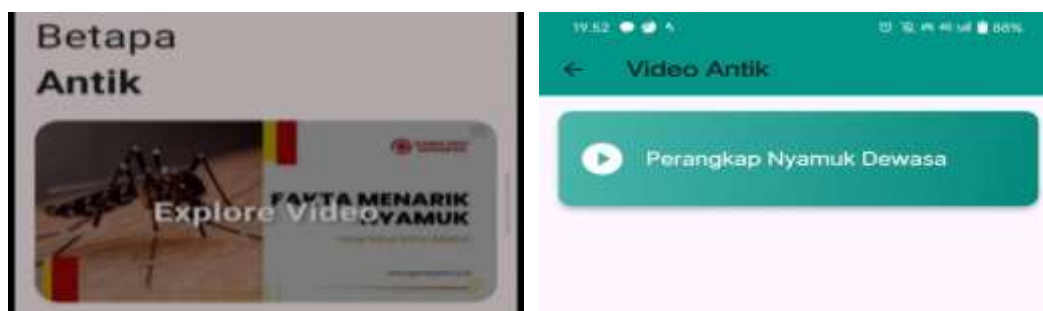 Betapa
Antik
FAKTA MENARIK
NYAMUK
Explore Video
19.52
88%
Video Antik
Perangkap Nyamuk Dewasa